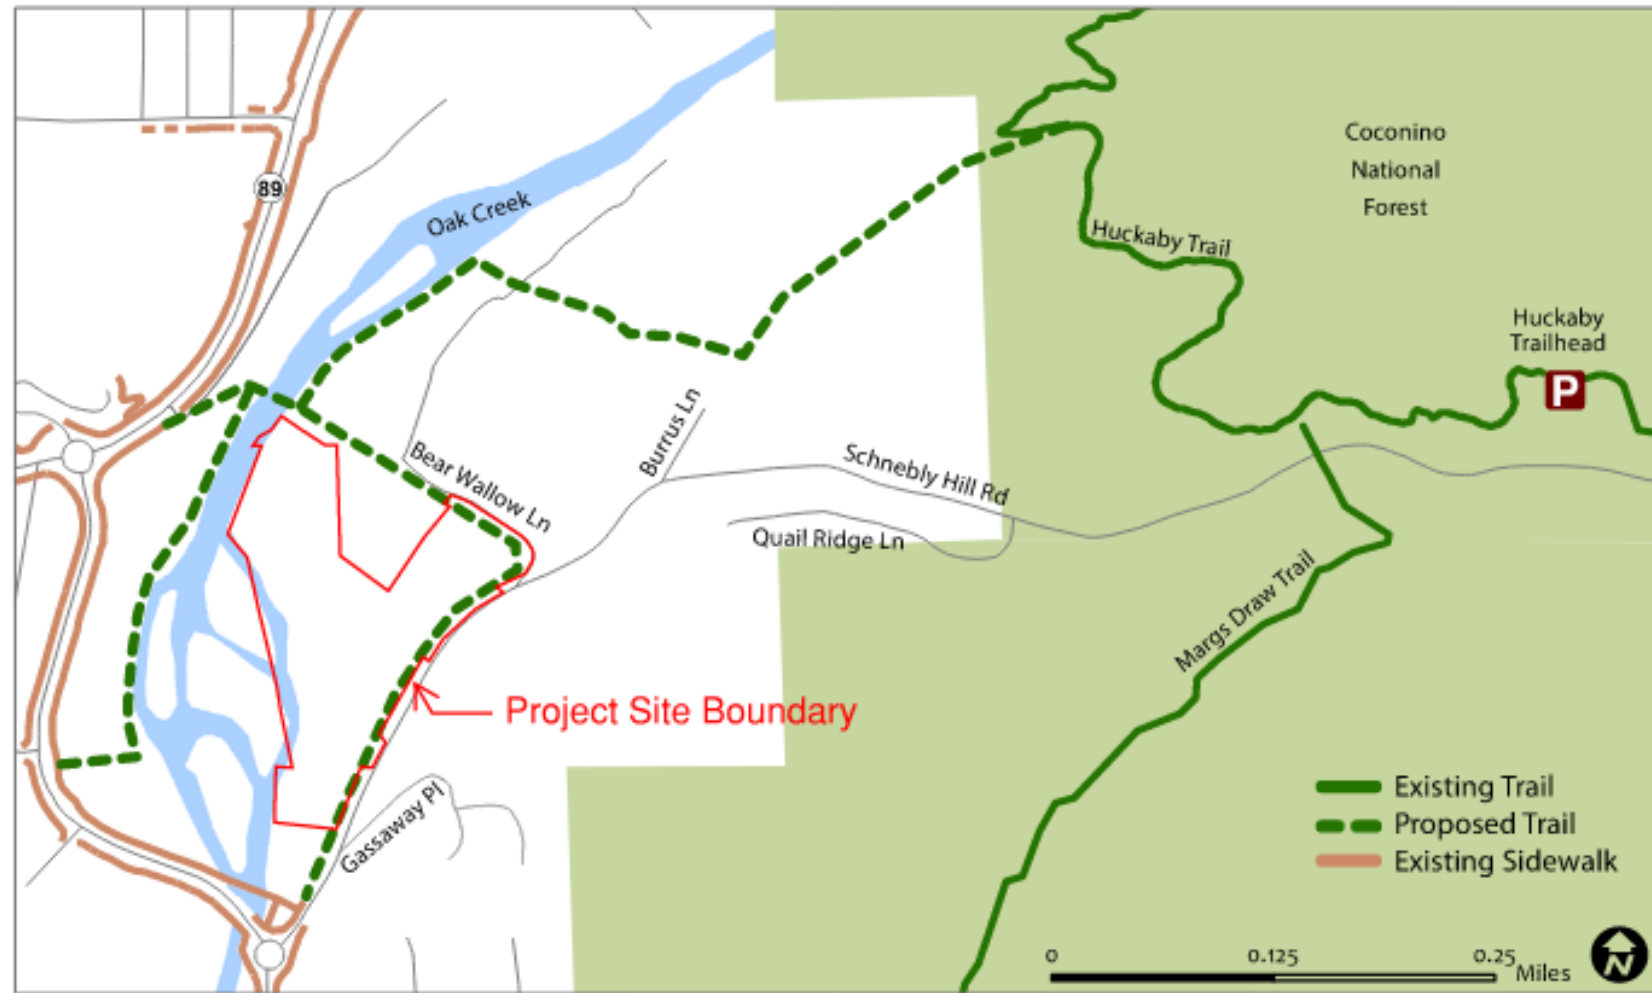 Coconino
National
Forest
89
Oak Creek
Huckaby Trail
Huckaby
Trailhead
P
Burrus Ln
Bear Wallow Ln
Schnebly Hill Rd
Quail Ridge Ln
Margs Draw Trail
Project Site Boundary
Gassaway Pl
Existing Trail
Proposed Trail
Existing Sidewalk
0 0.125 0.25 Miles
N